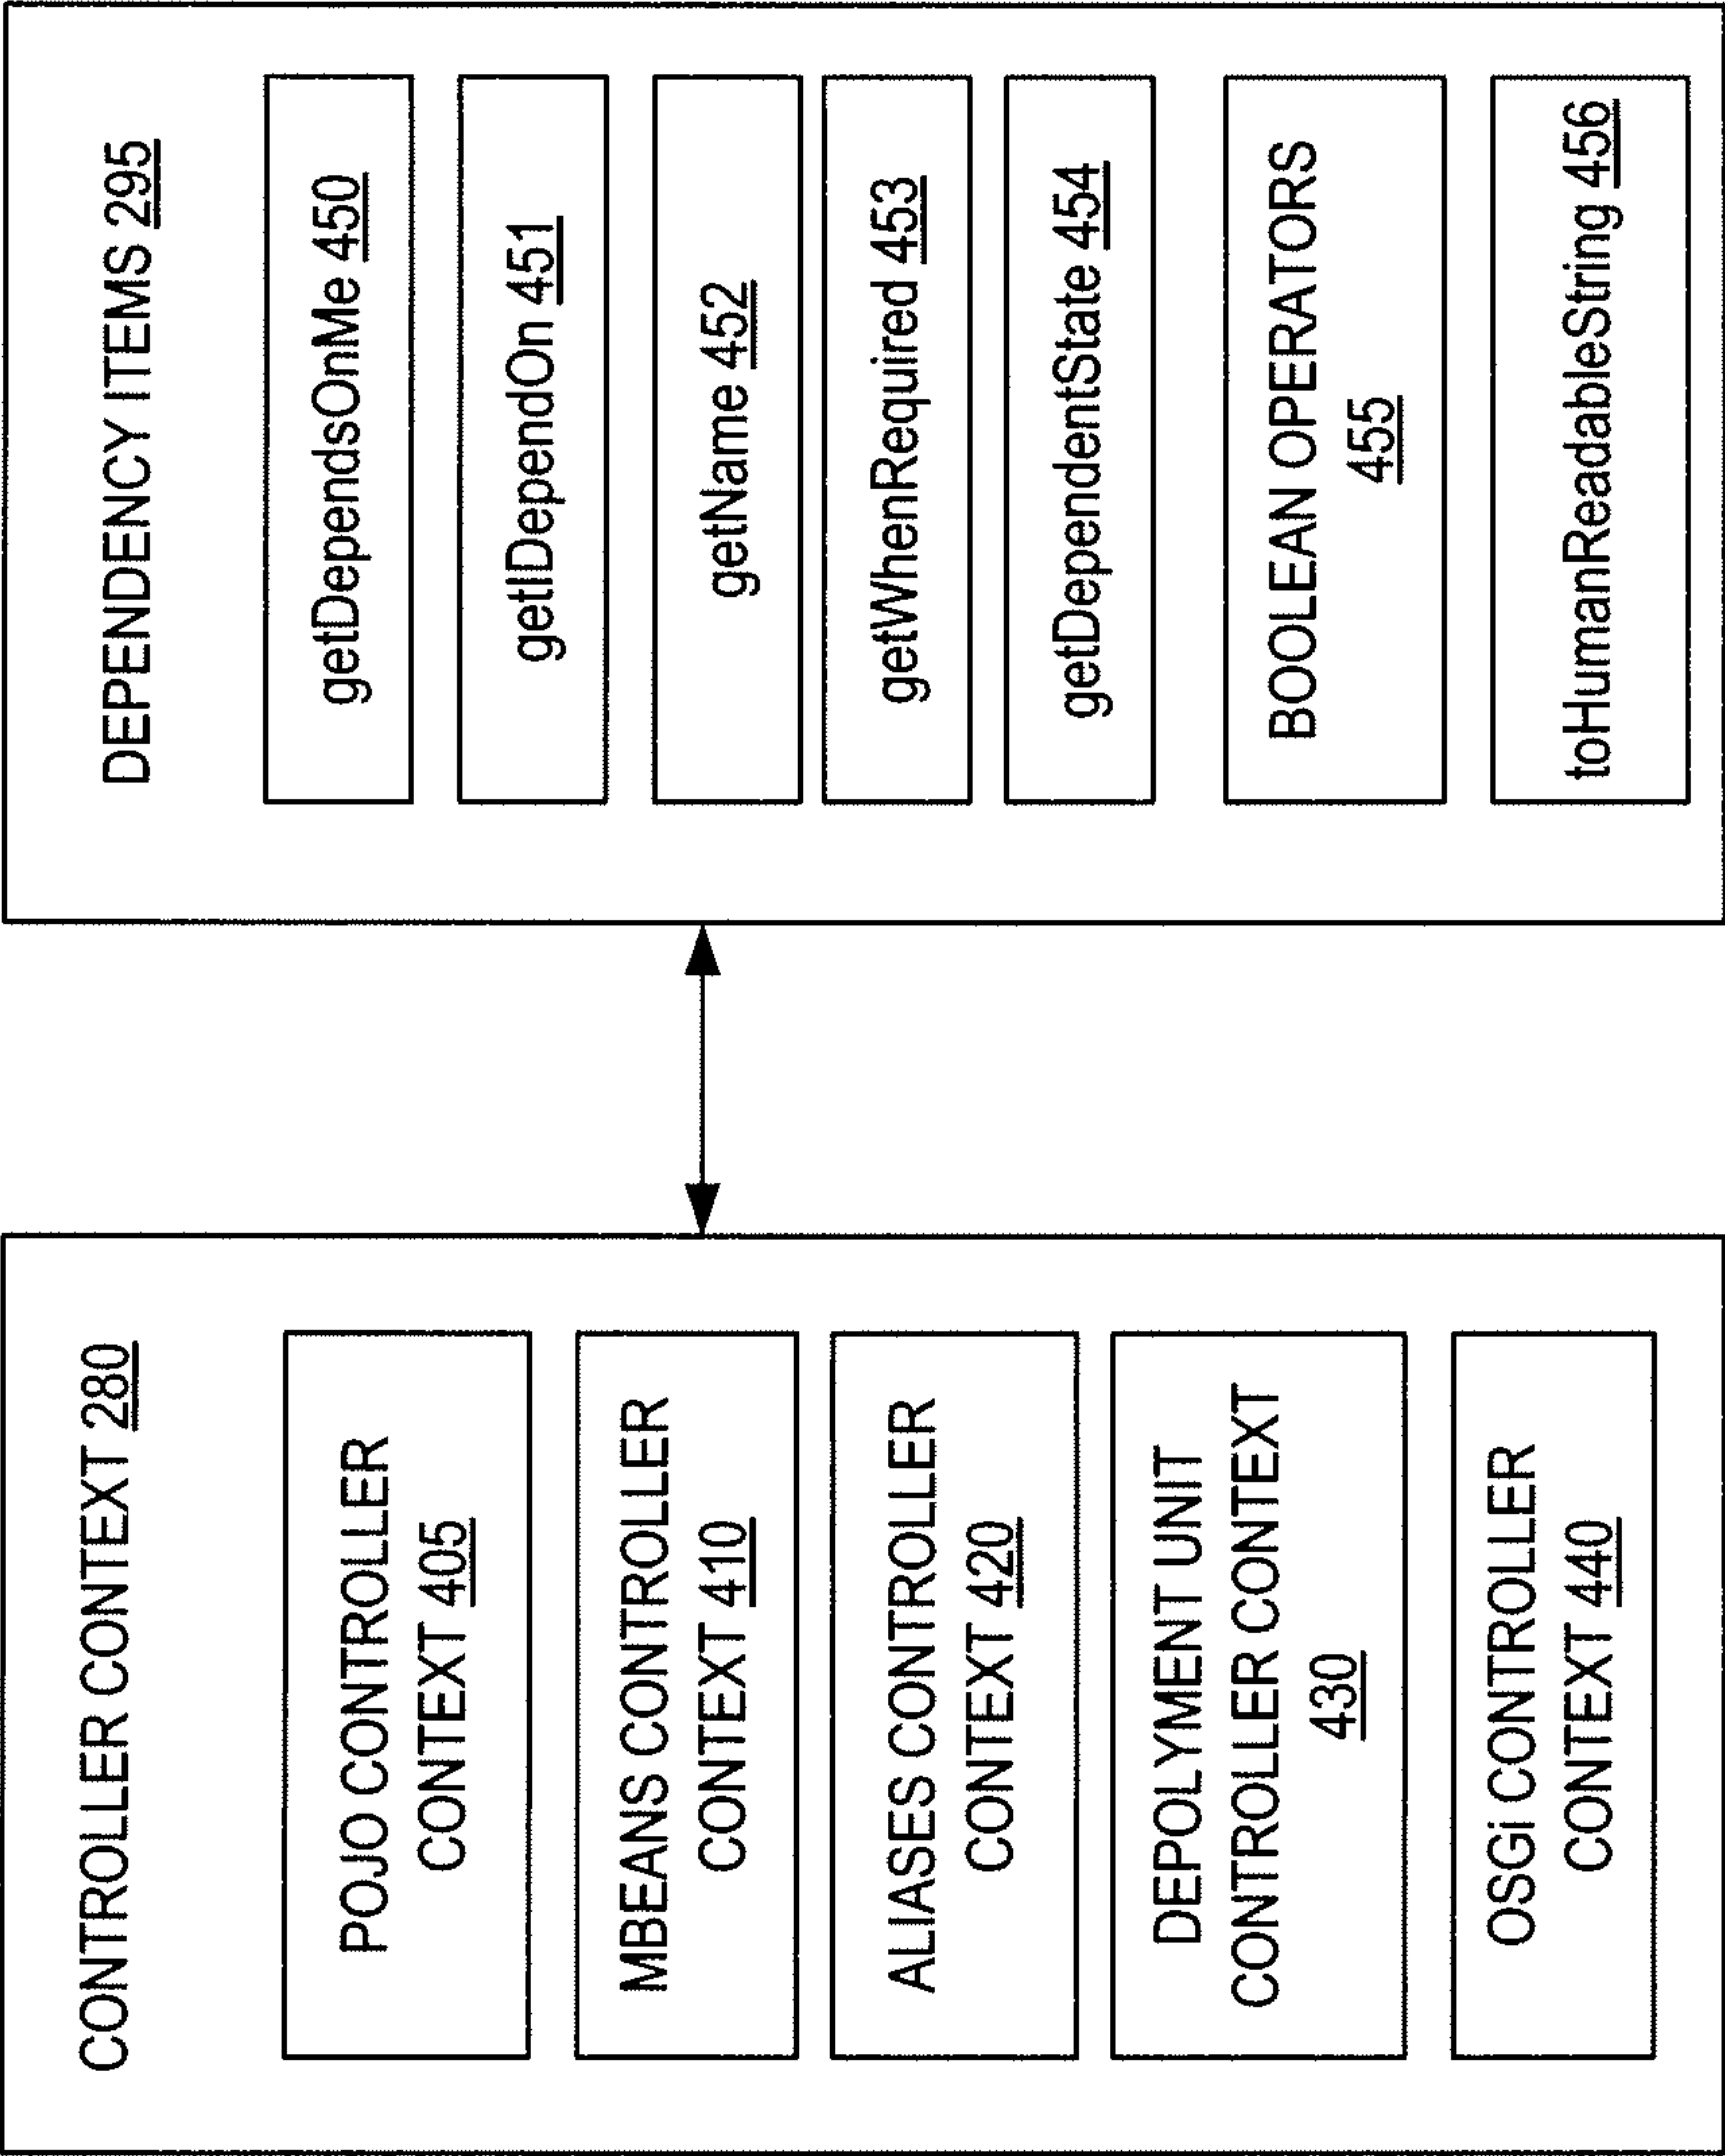 CONTROLLER CONTEXT 280
POJO CONTROLLER
CONTEXT 405
MBEANS CONTROLLER
CONTEXT 410
ALIASES CONTROLLER
CONTEXT 420
DEPOLYMENT UNIT
CONTROLLER CONTEXT
430
OSGi CONTROLLER
CONTEXT 440
DEPENDENCY ITEMS 295
getDependsOnMe 450
getIDependOn 451
getName 452
getWhenRequired 453
getDependentState 454
BOOLEAN OPERATORS
455
toHumanReadableString 456